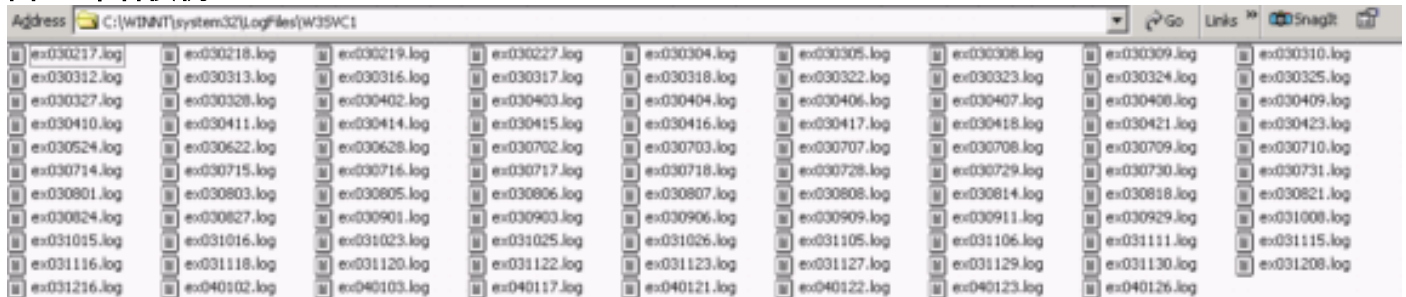 Address C:\WINNT\system32\LogFiles\W3SVC1 Go Links » SnagIt
ex030217.log ex030218.log ex030219.log ex030227.log ex030304.log ex030305.log ex030308.log ex030309.log ex030310.log
ex030312.log ex030313.log ex030316.log ex030317.log ex030318.log ex030322.log ex030323.log ex030324.log ex030325.log
ex030327.log ex030328.log ex030402.log ex030403.log ex030404.log ex030406.log ex030407.log ex030408.log ex030409.log
ex030410.log ex030411.log ex030414.log ex030415.log ex030416.log ex030417.log ex030418.log ex030421.log ex030423.log
ex030524.log ex030622.log ex030628.log ex030702.log ex030703.log ex030707.log ex030708.log ex030709.log ex030710.log
ex030714.log ex030715.log ex030716.log ex030717.log ex030718.log ex030728.log ex030729.log ex030730.log ex030731.log
ex030801.log ex030803.log ex030805.log ex030806.log ex030807.log ex030808.log ex030814.log ex030818.log ex030821.log
ex030824.log ex030827.log ex030901.log ex030903.log ex030906.log ex030909.log ex030911.log ex030929.log ex031008.log
ex031015.log ex031016.log ex031023.log ex031025.log ex031026.log ex031105.log ex031106.log ex031111.log ex031115.log
ex031116.log ex031118.log ex031120.log ex031122.log ex031123.log ex031127.log ex031129.log ex031130.log ex031208.log
ex031216.log ex040102.log ex040103.log ex040117.log ex040121.log ex040122.log ex040123.log ex040126.log